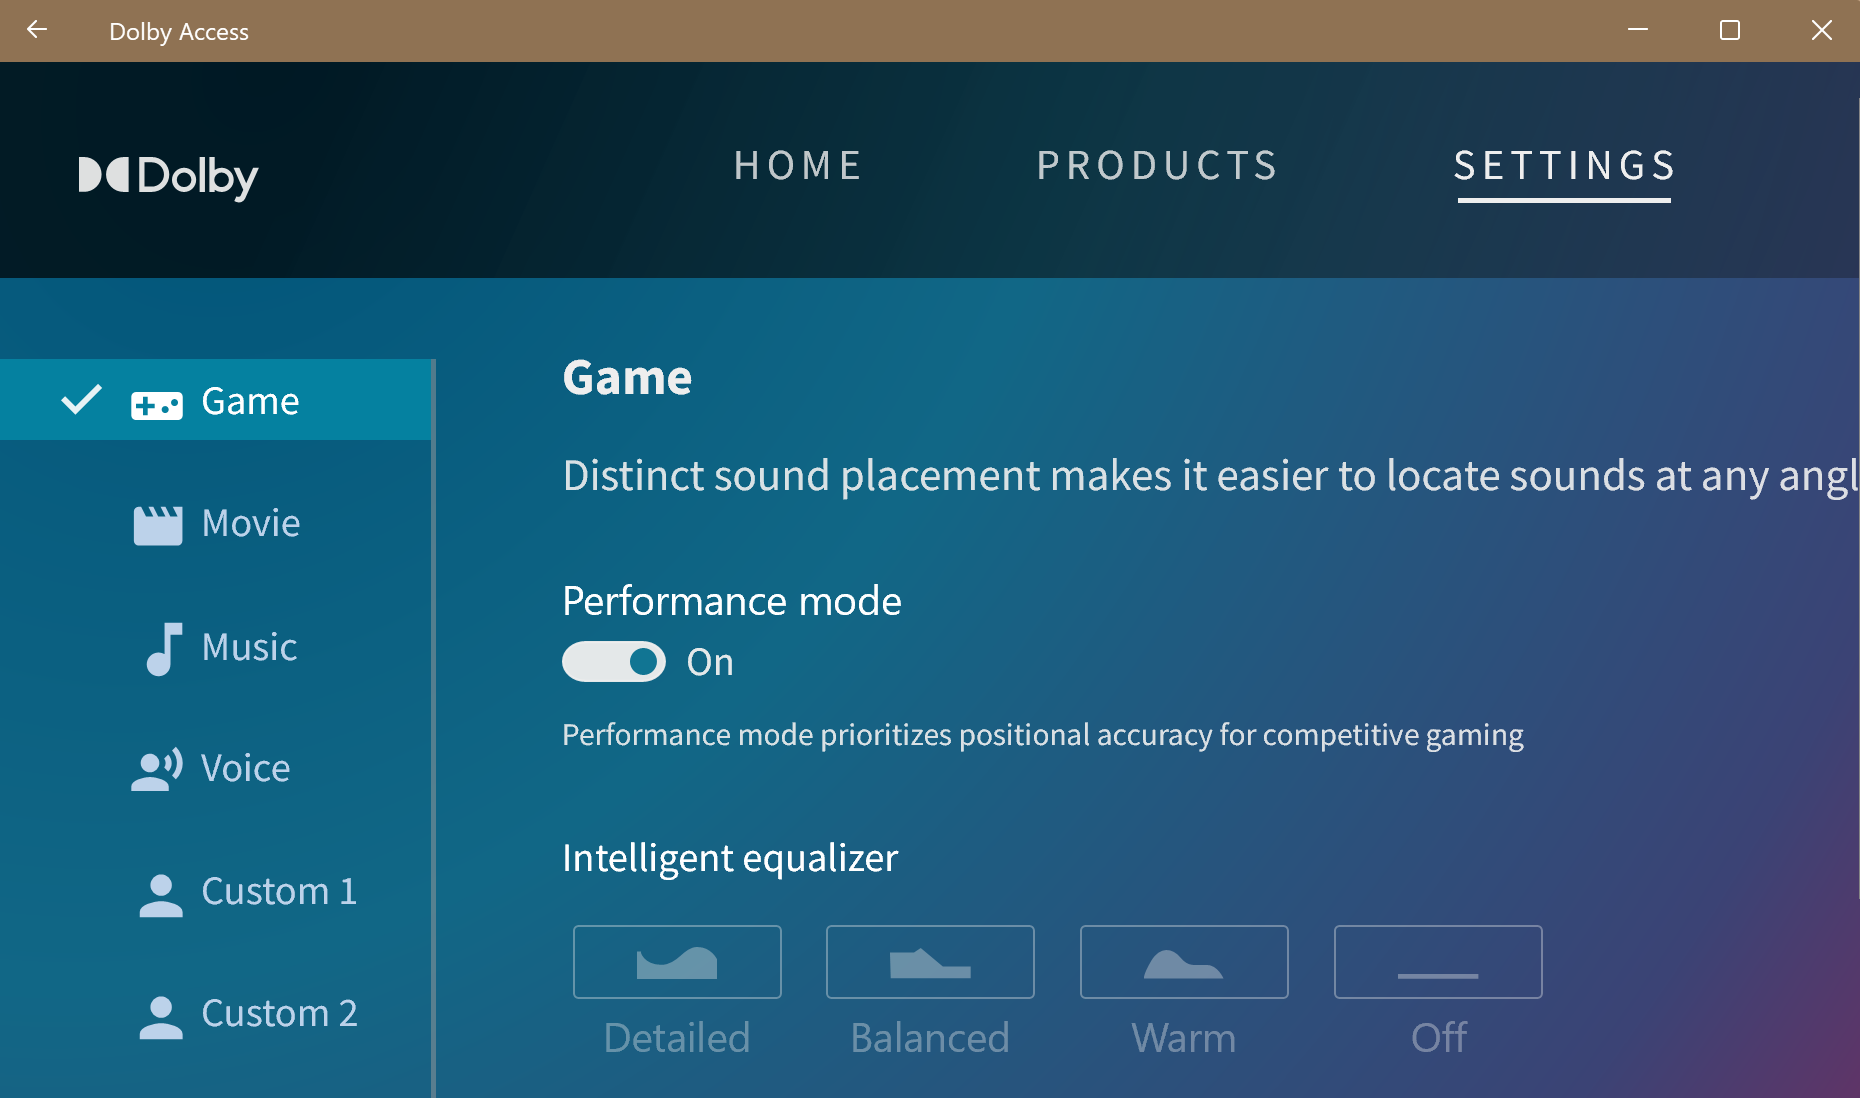 Dolby Access
Dolby
HOME
PRODUCTS
SETTINGS
Game
Movie
Music
Voice
Custom 1
Custom 2
Game
Distinct sound placement makes it easier to locate sounds at any angl
Performance mode
On
Performance mode prioritizes positional accuracy for competitive gaming
Intelligent equalizer
Detailed
Balanced
Warm
Off